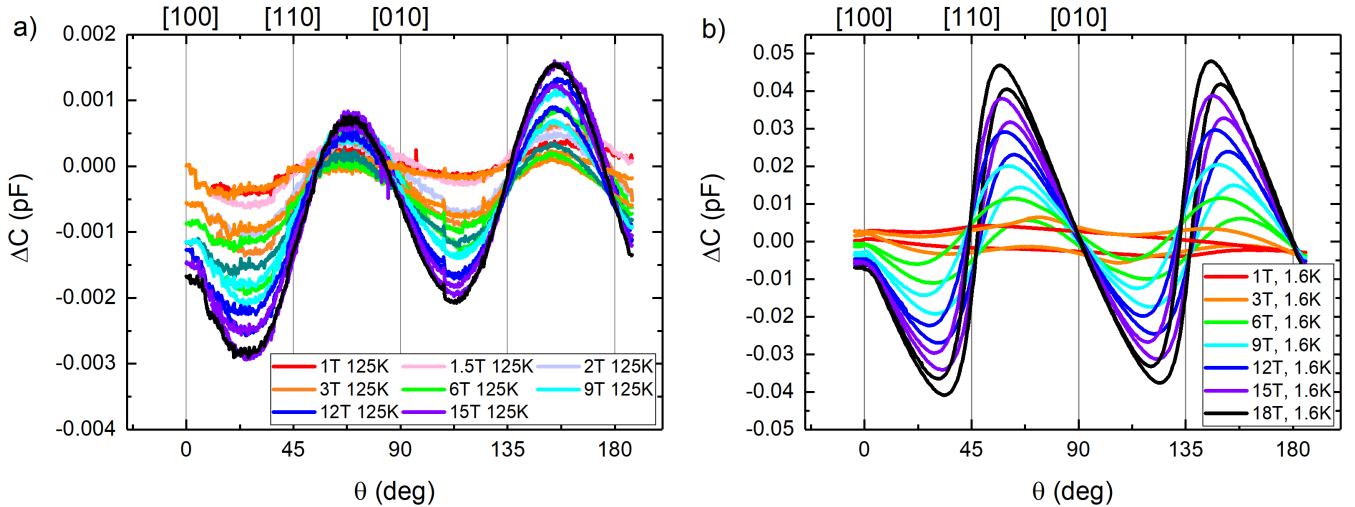 a)
[100] [110] [010]
0.002
0.001
0.000
-0.001
-0.002
-0.003
-0.004
ΔC (pF)
1T 125K 1.5T 125K 2T 125K
3T 125K 6T 125K 9T 125K
12T 125K 15T 125K
0 45 90 135 180
θ (deg)
b)
[100] [110] [010]
0.05
0.04
0.03
0.02
0.01
0.00
-0.01
-0.02
-0.03
-0.04
-0.05
ΔC (pF)
1T, 1.6K
3T, 1.6K
6T, 1.6K
9T, 1.6K
12T, 1.6K
15T, 1.6K
18T, 1.6K
0 45 90 135 180
θ (deg)